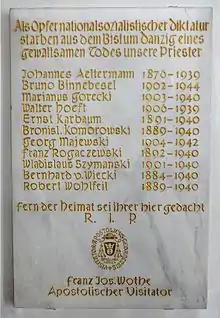 Als Opfer nationalsozialistischer Diktatur
starben aus dem Bistum Danzig eines
gewaltsamen Todes unsere Priester
Johannes Aeltermann 1876-1939
Bruno Binnebesel 1902-1944
Marianus Gorecki 1903-1940
Walter Hoeft 1900-1939
Ernst Karbaum 1891-1940
Bronisl. Komorowski 1889-1940
Georg Majewski 1904-1942
Franz Rogaczewski 1892-1940
Wladislaus Szymanski 1901-1940
Bernhard v. Wiecki 1884-1940
Robert Wohlfeil 1889-1940
fern der Heimat sei ihrer hier gedacht
R. I. P.
Franz Jos. Wothe
Apostolischer Visitator